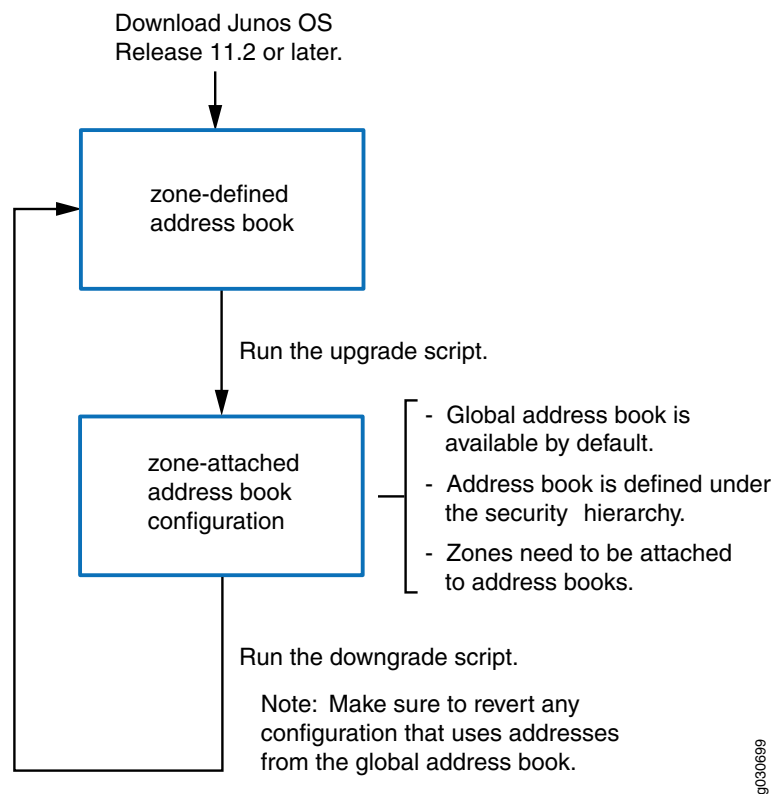 Download Junos OS
Release 11.2 or later.
zone-defined
address book
Run the upgrade script.
zone-attached
address book
configuration
- Global address book is
available by default.
- Address book is defined under
the security hierarchy.
- Zones need to be attached
to address books.
Run the downgrade script.
Note: Make sure to revert any
configuration that uses addresses
from the global address book.
g030699